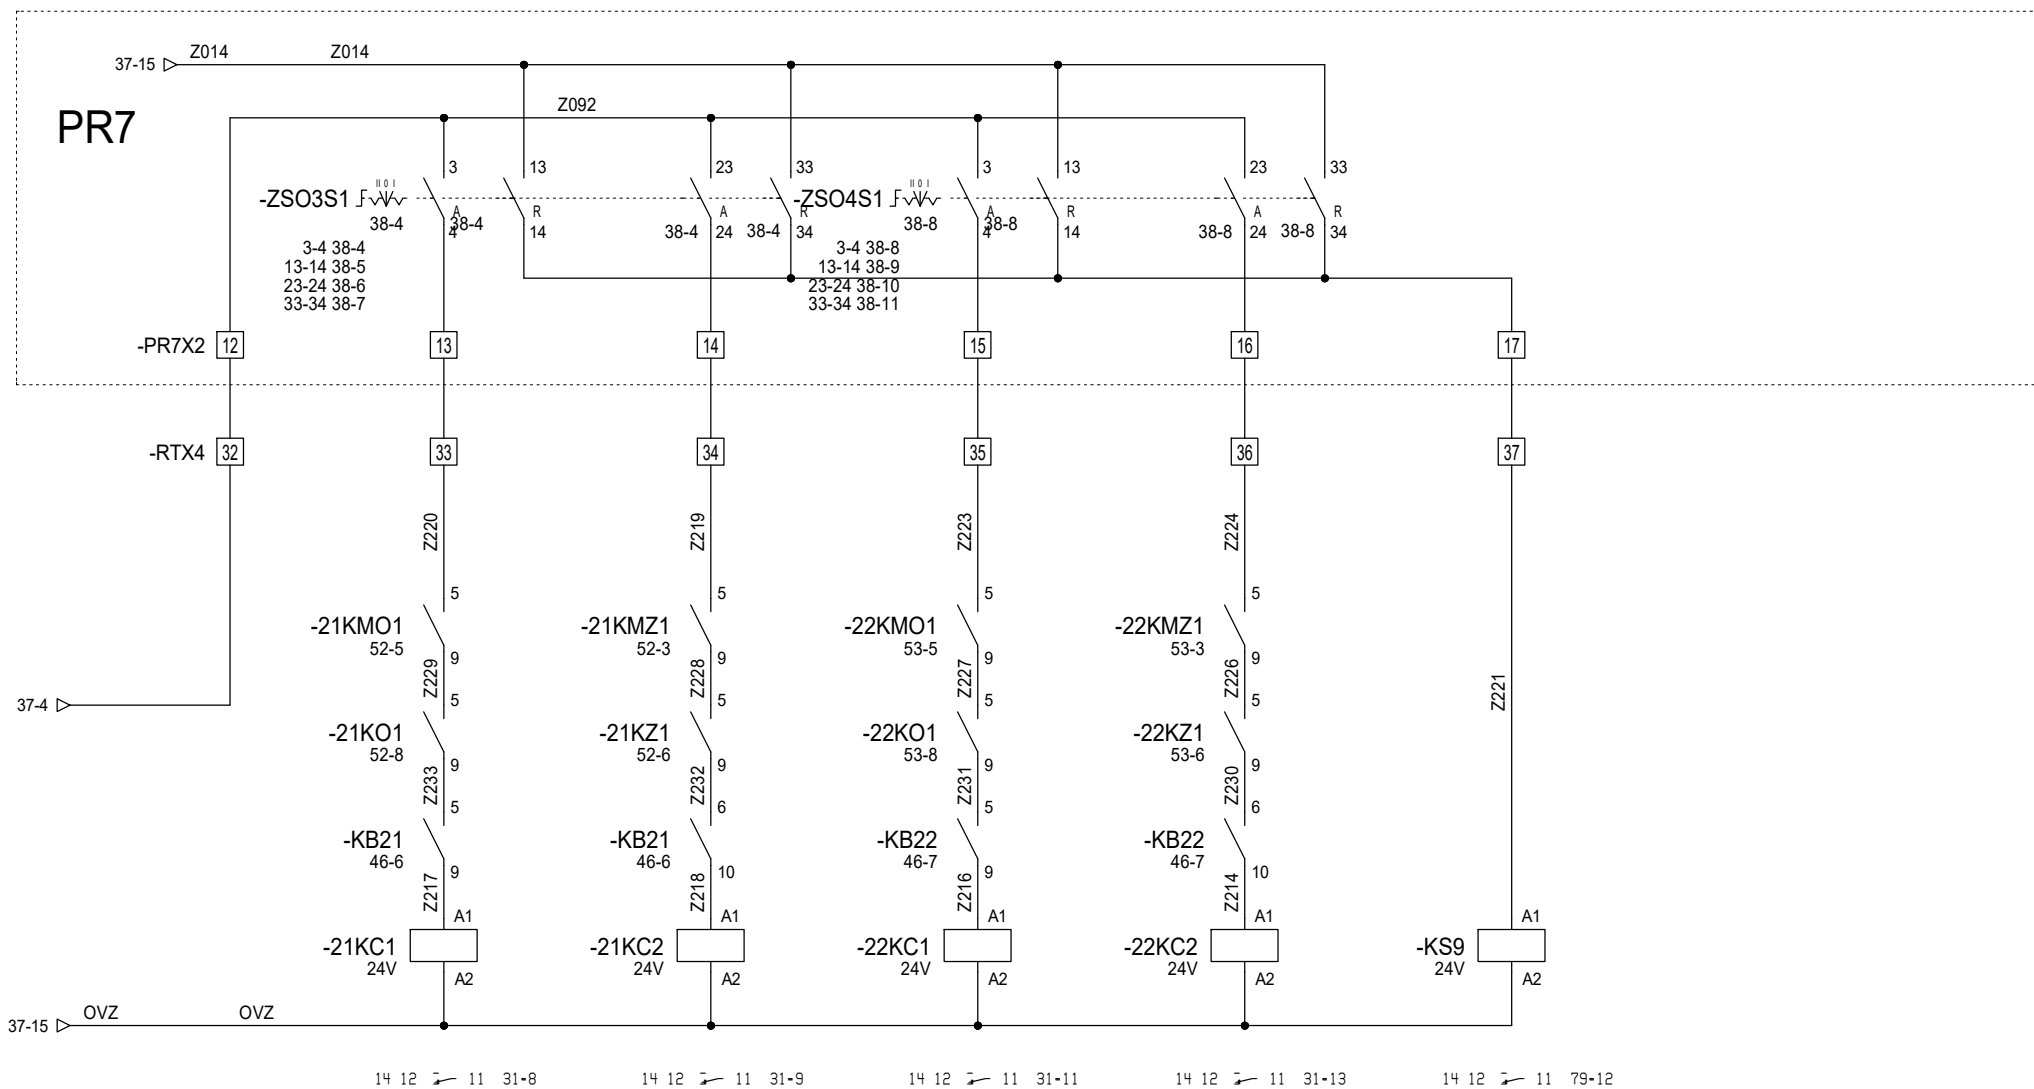 Z014 Z014
37-15
Z092
PR7
3 13 23 33 3 13 23 33
II 0 I II 0 I
-ZSO3S1 -ZSO4S1
A R A R A R A R
38-4 38-4 38-4 38-4 38-8 38-8 38-8 38-8
4 14 24 34 4 14 24 34
3-4 38-4 3-4 38-8
13-14 38-5 13-14 38-9
23-24 38-6 23-24 38-10
33-34 38-7 33-34 38-11
-PR7X2 12 13 14 15 16 17
-RTX4 32 33 34 35 36 37
Z220 Z219 Z223 Z224
5 5 5 5
-21KMO1 -21KMZ1 -22KMO1 -22KMZ1
52-5 52-3 53-5 53-3
9 9 9 9
Z229 Z228 Z227 Z226 Z221
37-4 5 5 5 5
-21KO1 -21KZ1 -22KO1 -22KZ1
52-8 52-6 53-8 53-6
9 9 9 9
Z233 Z232 Z231 Z230
5 6 5 6
-KB21 -KB21 -KB22 -KB22
46-6 46-6 46-7 46-7
9 10 9 10
Z217 Z218 Z216 Z214
A1 A1 A1 A1 A1
-21KC1 -21KC2 -22KC1 -22KC2 -KS9
24V 24V 24V 24V 24V
A2 A2 A2 A2 A2
OVZ OVZ
37-15
14 12 11 31-8 14 12 11 31-9 14 12 11 31-11 14 12 11 31-13 14 12 11 79-12